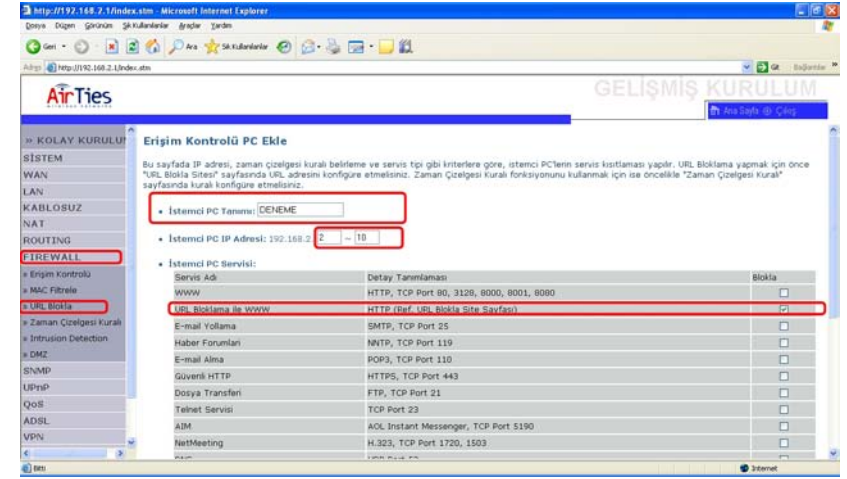 http://192.168.2.1/index.stm - Microsoft Internet Explorer
Dosya Düzen Görünüm Sık Kullanılanlar Araçlar Yardım
Geri Ara Sık Kullanılanlar
Adres http://192.168.2.1/index.stm Git Bağlantılar
AirTies
GELİŞMİŞ KURULUM
Ana Sayfa Çıkış
» KOLAY KURULU
SİSTEM
WAN
LAN
KABLOSUZ
NAT
ROUTING
FIREWALL
» Erişim Kontrolü
» MAC Filtrele
» URL Blokla
» Zaman Çizelgesi Kuralı
» Intrusion Detection
» DMZ
SNMP
UPnP
QoS
ADSL
VPN
Erişim Kontrolü PC Ekle
Bu sayfada IP adresi, zaman çizelgesi kuralı belirleme ve servis tipi gibi kriterlere göre, istemci PC'lerin servis kısıtlaması yapılır. URL Bloklama yapmak için önce
"URL Blokla Sitesi" sayfasında URL adresini konfigüre etmelisiniz. Zaman Çizelgesi Kuralı fonksiyonunu kullanmak için ise öncelikle "Zaman Çizelgesi Kuralı"
sayfasında kuralı konfigüre etmelisiniz.
• İstemci PC Tanımı: DENEME
• İstemci PC IP Adresi: 192.168.2. 2 ~ 10
• İstemci PC Servisi:
Servis Adı Detay Tanımlaması Blokla
WWW HTTP, TCP Port 80, 3128, 8000, 8001, 8080
URL Bloklama ile WWW HTTP (Ref. URL Blokla Site Sayfası)
E-mail Yollama SMTP, TCP Port 25
Haber Forumları NNTP, TCP Port 119
E-mail Alma POP3, TCP Port 110
Güvenli HTTP HTTPS, TCP Port 443
Dosya Transferi FTP, TCP Port 21
Telnet Servisi TCP Port 23
AIM AOL Instant Messenger, TCP Port 5190
NetMeeting H.323, TCP Port 1720, 1503
Bitti Internet